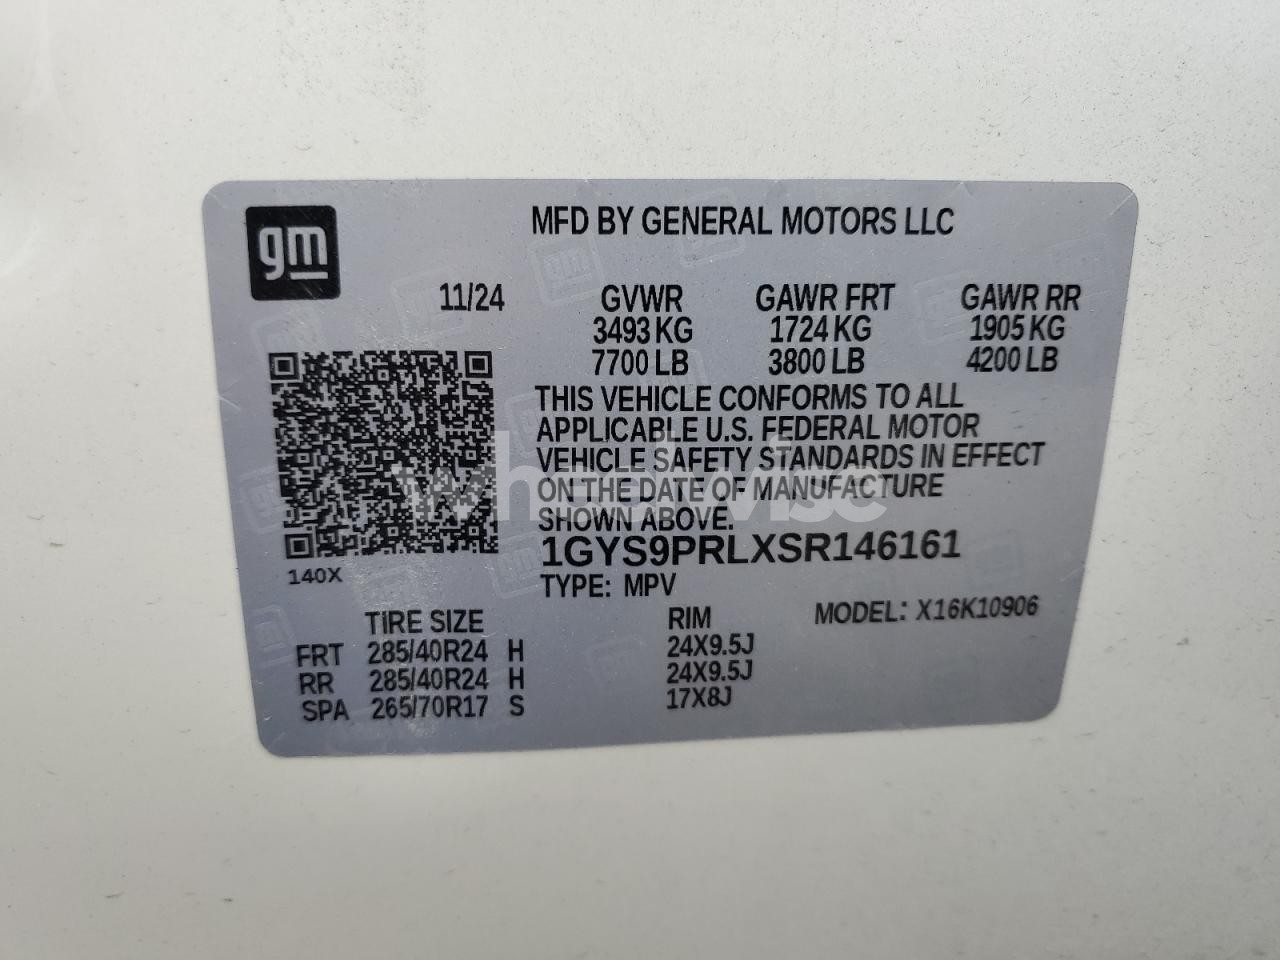 gm
MFD BY GENERAL MOTORS LLC
11/24 GVWR GAWR FRT GAWR RR
3493 KG 1724 KG 1905 KG
7700 LB 3800 LB 4200 LB
THIS VEHICLE CONFORMS TO ALL
APPLICABLE U.S. FEDERAL MOTOR
VEHICLE SAFETY STANDARDS IN EFFECT
ON THE DATE OF MANUFACTURE
SHOWN ABOVE.
1GYS9PRLXSR146161
140X
TYPE: MPV
MODEL: X16K10906
TIRE SIZE RIM
FRT 285/40R24 H 24X9.5J
RR 285/40R24 H 24X9.5J
SPA 265/70R17 S 17X8J